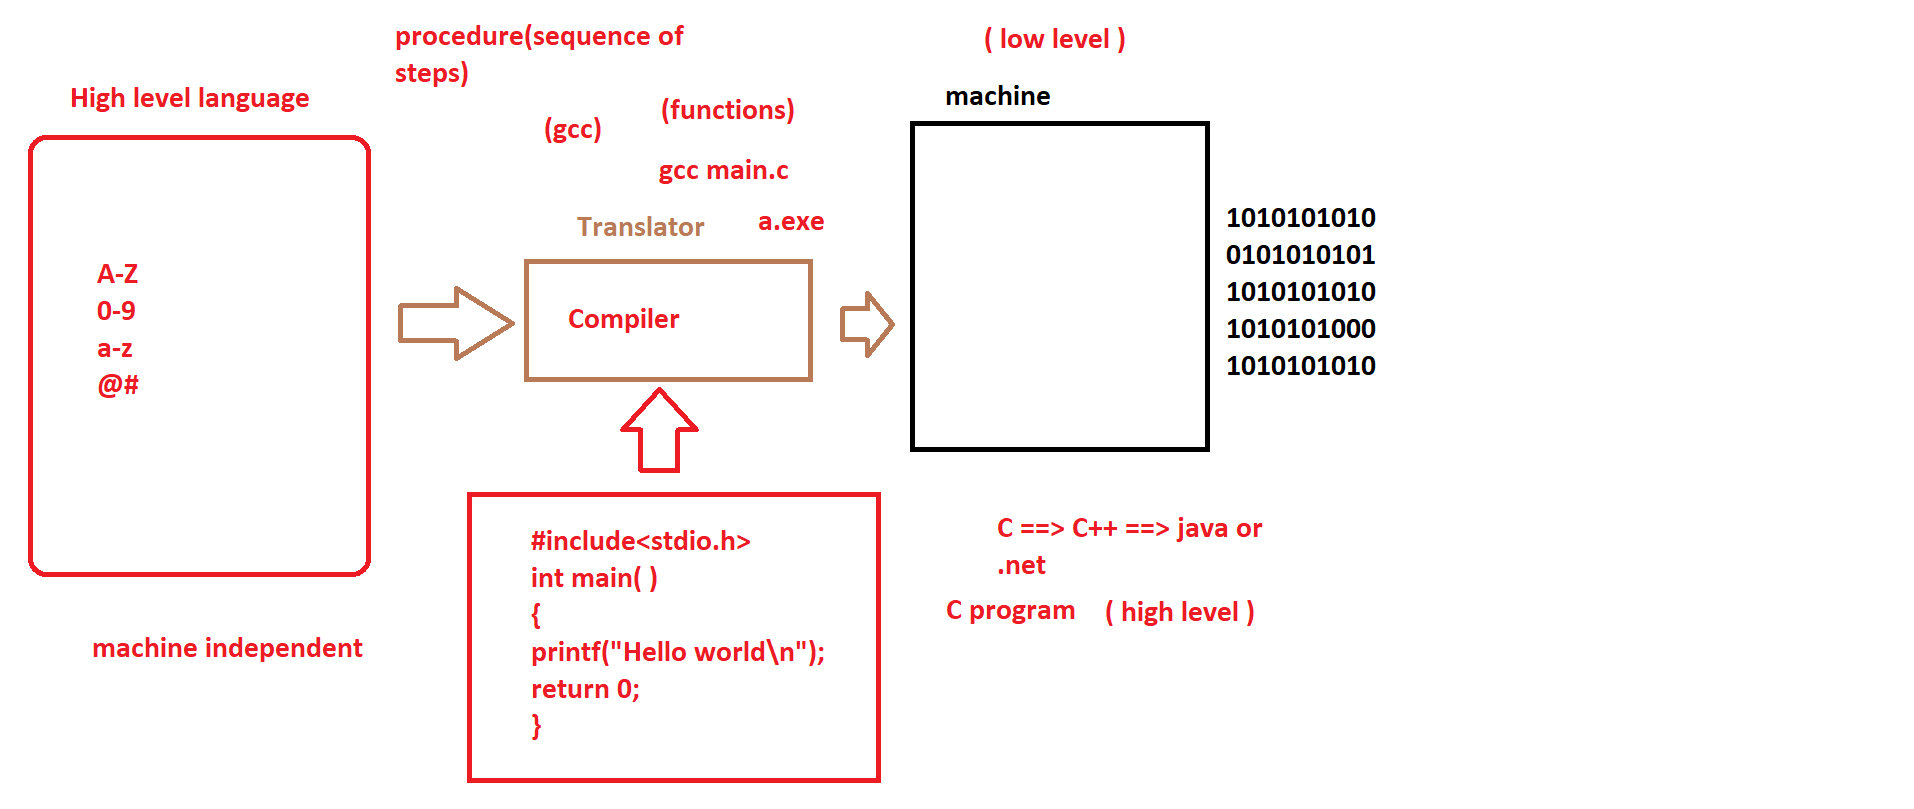 High level language
A-Z
0-9
a-z
@#
machine independent
procedure(sequence of
steps)
(gcc)
(functions)
gcc main.c
a.exe
Translator
Compiler
#include<stdio.h>
int main( )
{
printf("Hello world\n");
return 0;
}
( low level )
machine
1010101010
0101010101
1010101010
1010101000
1010101010
C ==> C++ ==> java or
.net
C program ( high level )